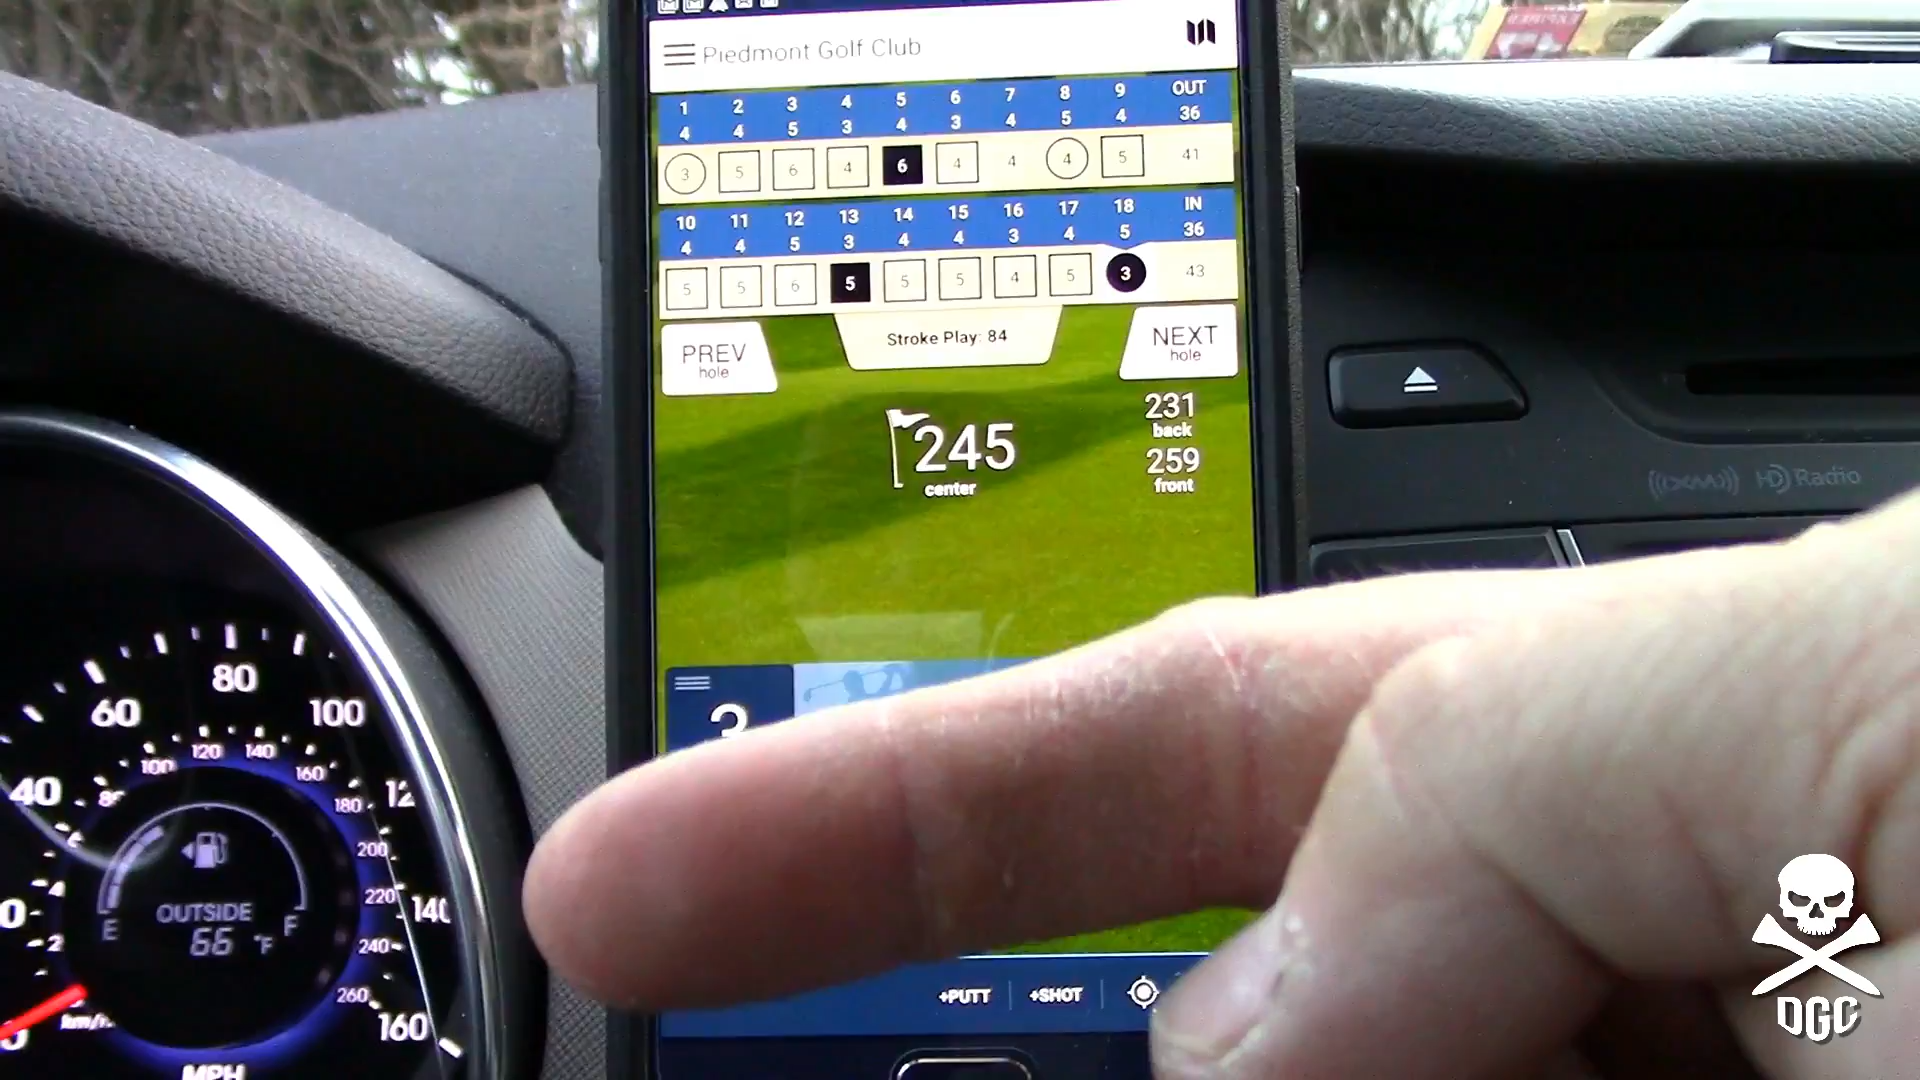 Piedmont Golf Club
1 2 3 4 5 6 7 8 9 OUT
4 4 5 3 4 3 4 5 4 36
3 5 6 4 6 4 4 4 5 41
10 11 12 13 14 15 16 17 18 IN
4 4 5 3 4 4 3 4 5 36
5 5 6 5 5 5 4 5 3 43
PREV
hole
Stroke Play: 84
NEXT
hole
245
center
231
back
259
front
3
+PUTT
+SHOT
40
60
80
100
140
160
MPH
100
120
140
160
180
200
220
240
260
km/h
E
F
OUTSIDE
66 °F
XM
HD Radio
DGC